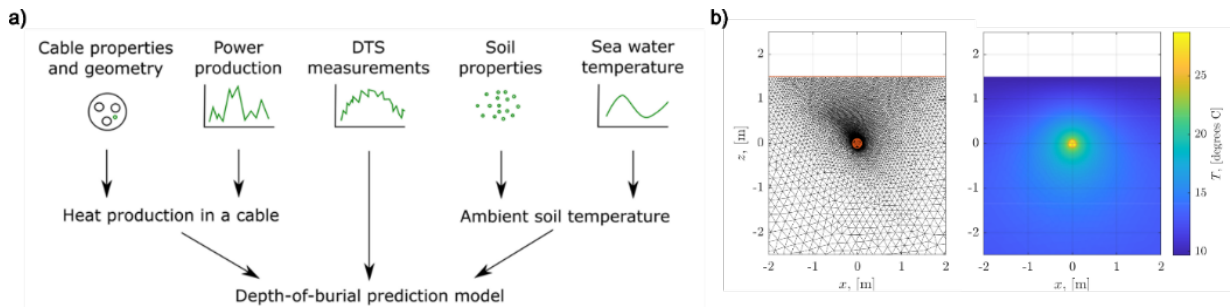 a)
Cable properties and geometry
Power production
DTS measurements
Soil properties
Sea water temperature
Heat production in a cable
Ambient soil temperature
Depth-of-burial prediction model
b)
2
1
0
-1
-2
z, [m]
-2 -1 0 1 2
x, [m]
2
1
0
-1
-2
-2 -1 0 1 2
x, [m]
25
20
15
10
T, [degrees C]